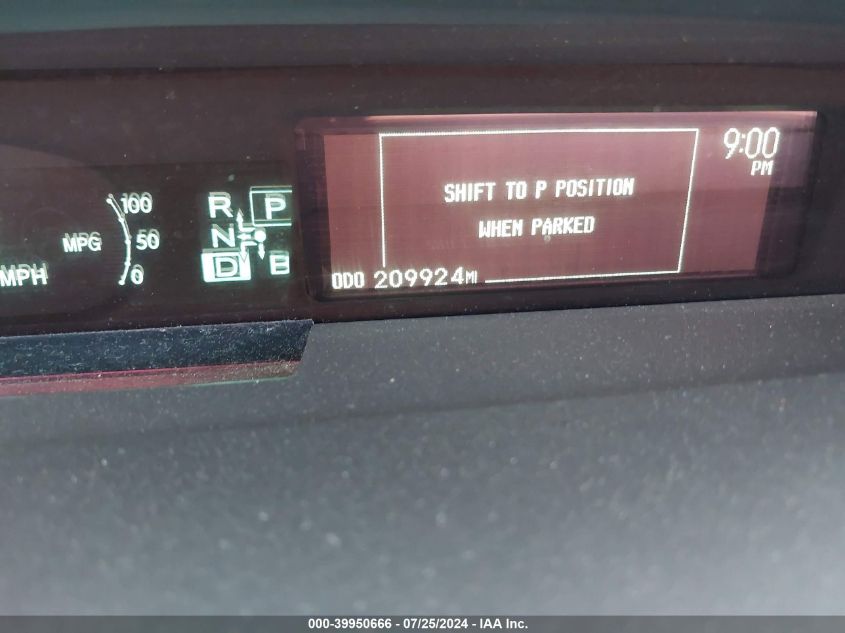 9:00
PM
SHIFT TO P POSITION
WHEN PARKED
ODO 209924MI
100
MPG 50
MPH 0
R P
N
D B
000-39950666 - 07/25/2024 - IAA Inc.